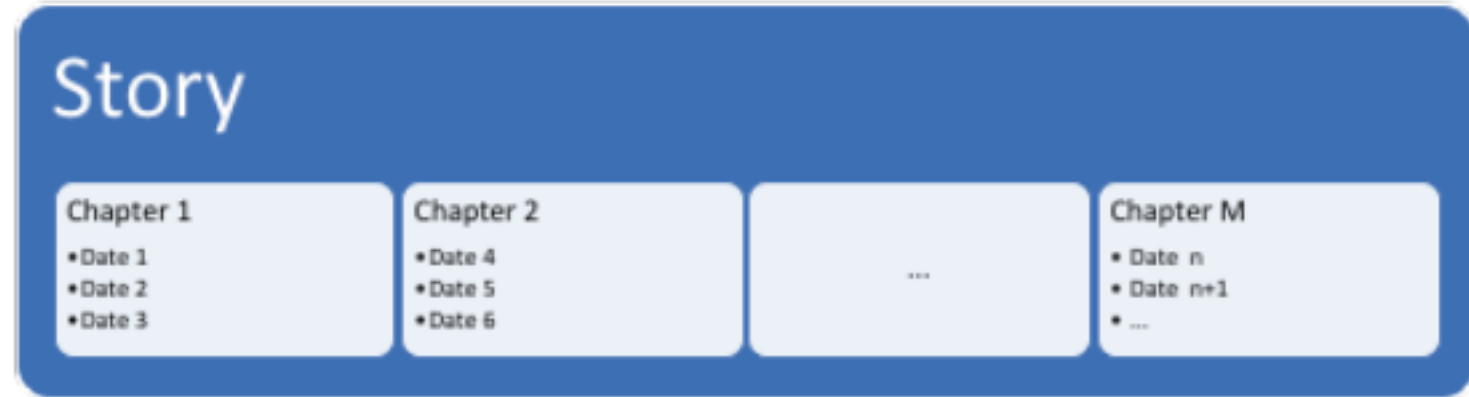 Story
Chapter 1
•Date 1
•Date 2
•Date 3
Chapter 2
•Date 4
•Date 5
•Date 6
...
Chapter M
• Date n
• Date n+1
• ...